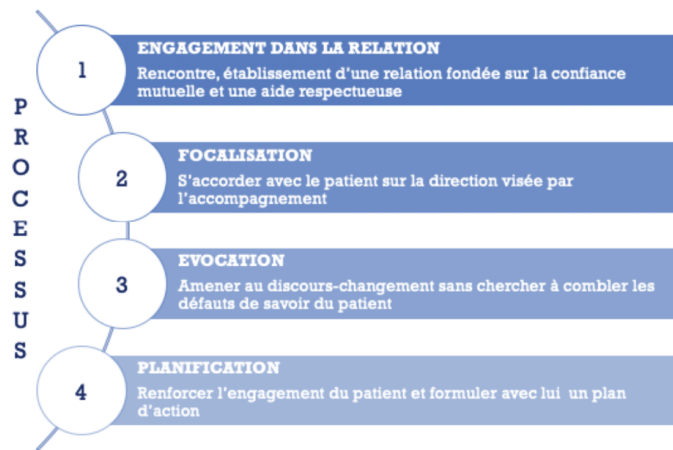 PROCESSUS
1
ENGAGEMENT DANS LA RELATION
Rencontre, établissement d'une relation fondée sur la confiance
mutuelle et une aide respectueuse
2
FOCALISATION
S'accorder avec le patient sur la direction visée par
l'accompagnement
3
EVOCATION
Amener au discours-changement sans chercher à combler les
défauts de savoir du patient
4
PLANIFICATION
Renforcer l'engagement du patient et formuler avec lui un plan
d'action